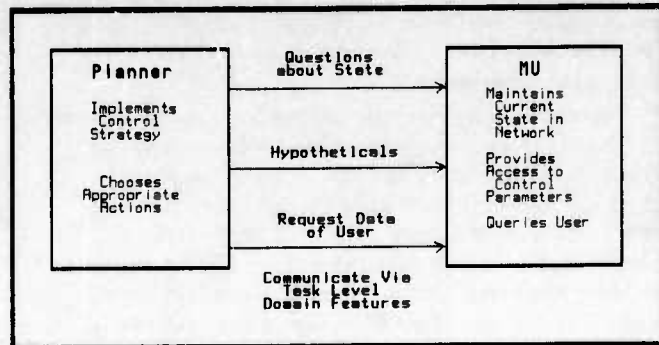 Planner
Implements
Control
Strategy
Chooses
Appropriate
Actions
Questions
about State
Hypotheticals
Request Data
of User
Communicate Via
Task Level
Domain Features
MU
Maintains
Current
State in
Network
Provides
Access to
Control
Parameters
Queries User